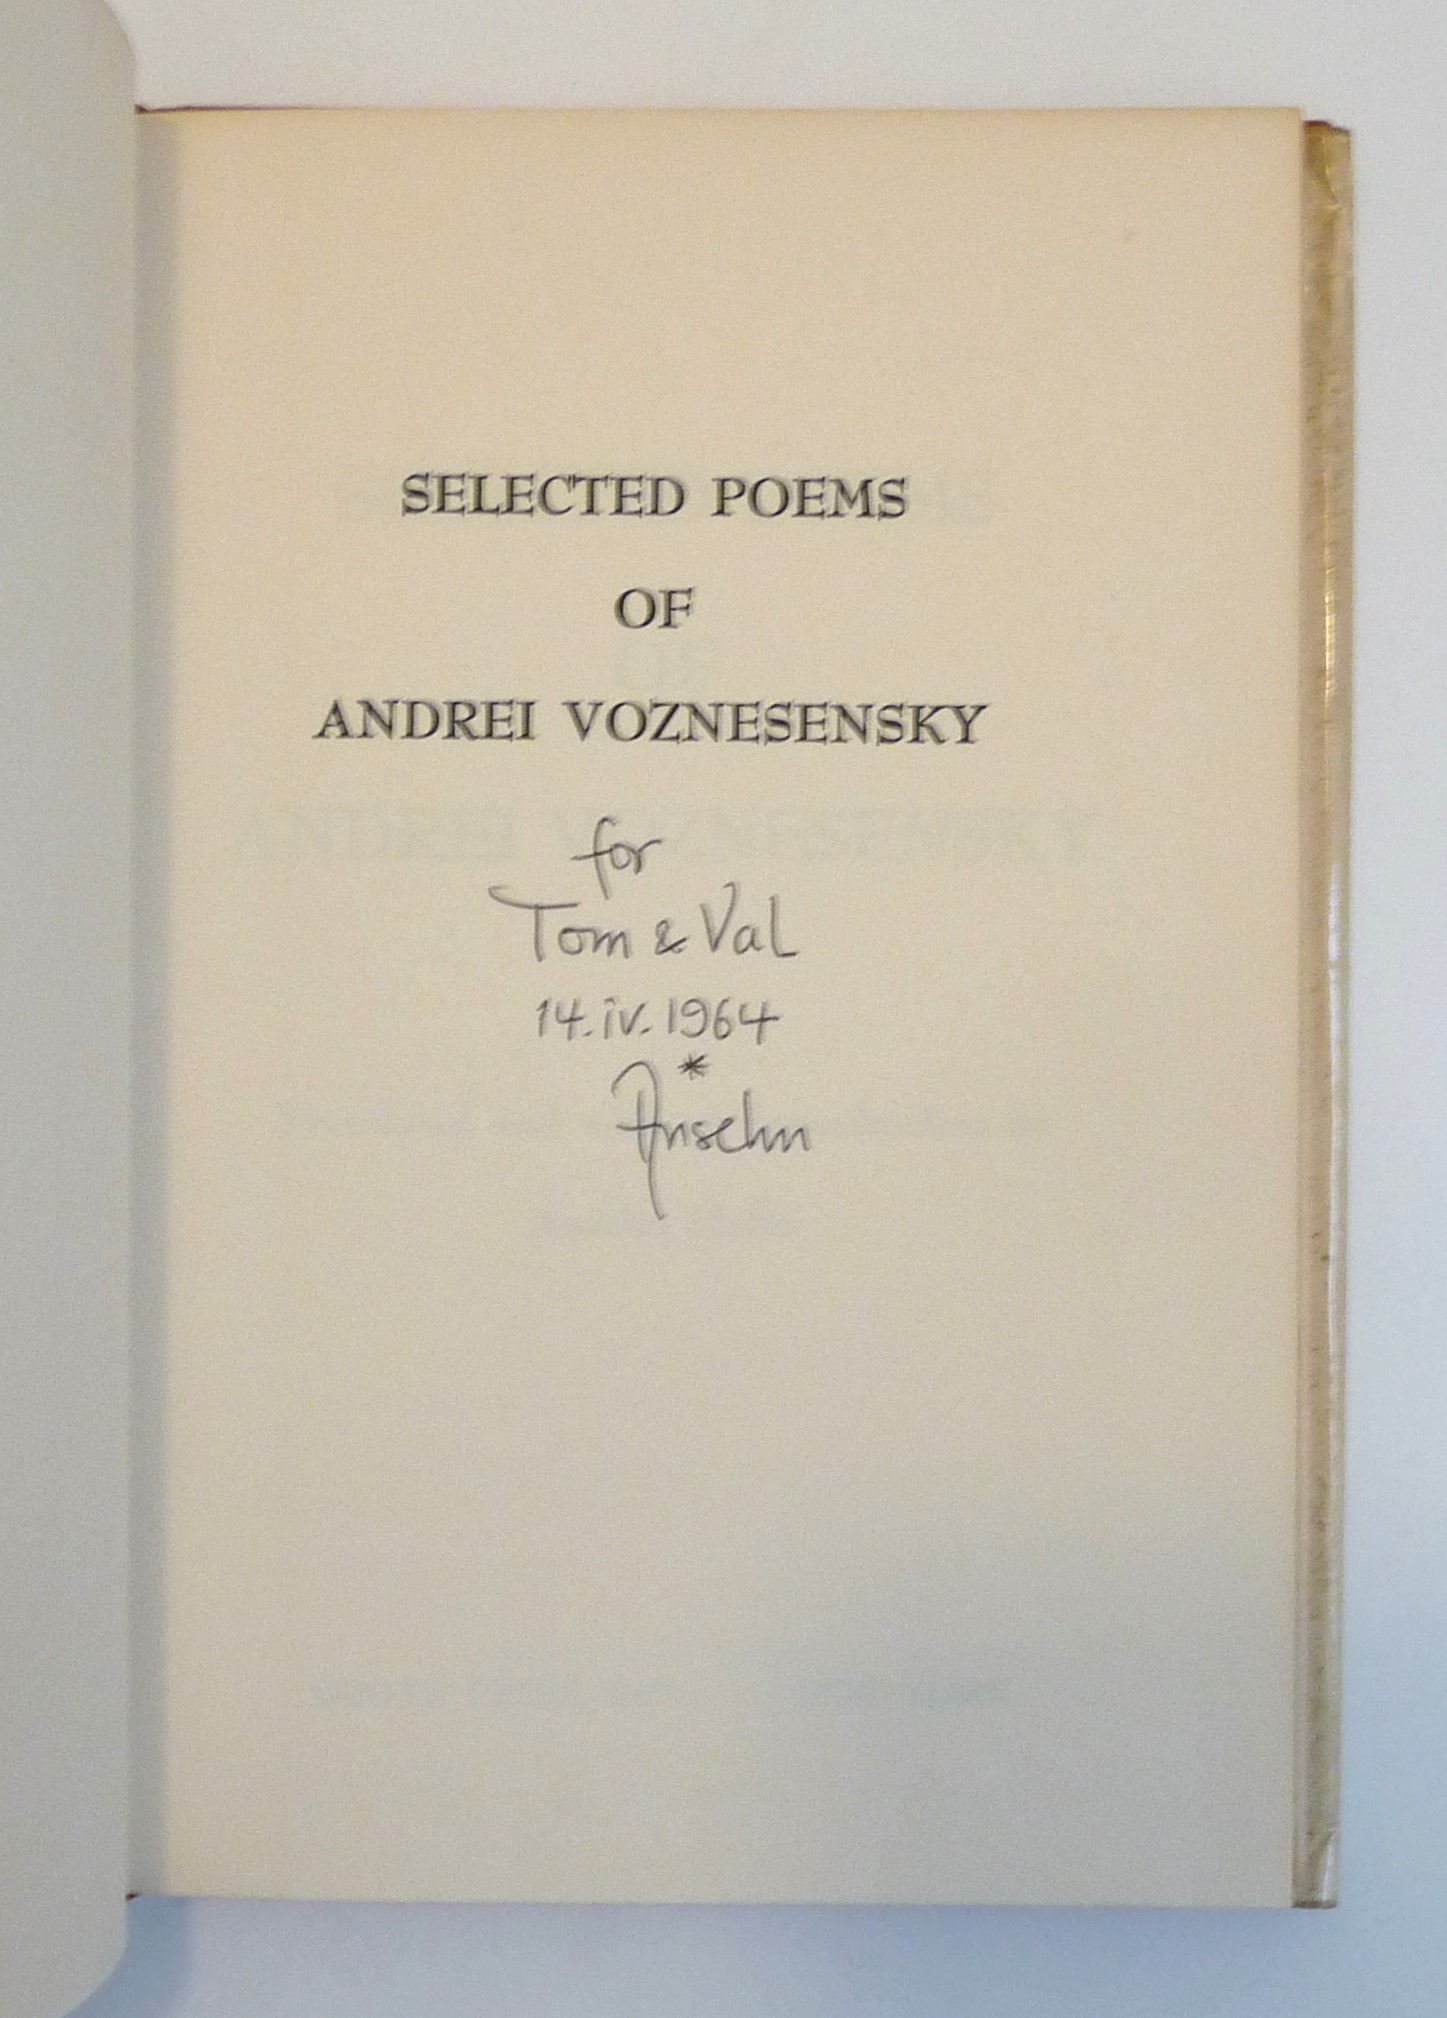 SELECTED POEMS
OF
ANDREI VOZNESENSKY
for
Tom & Val
14.iv.1964
*
Anselm